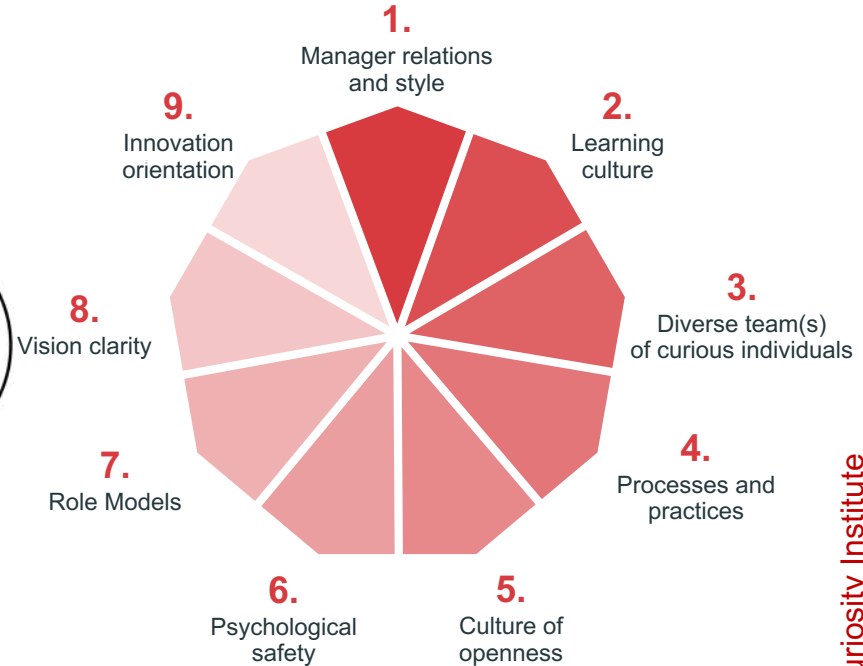 1.
Manager relations
and style
2.
Learning
culture
3.
Diverse team(s)
of curious individuals
4.
Processes and
practices
5.
Culture of
openness
6.
Psychological
safety
7.
Role Models
8.
Vision clarity
9.
Innovation
orientation
Institute